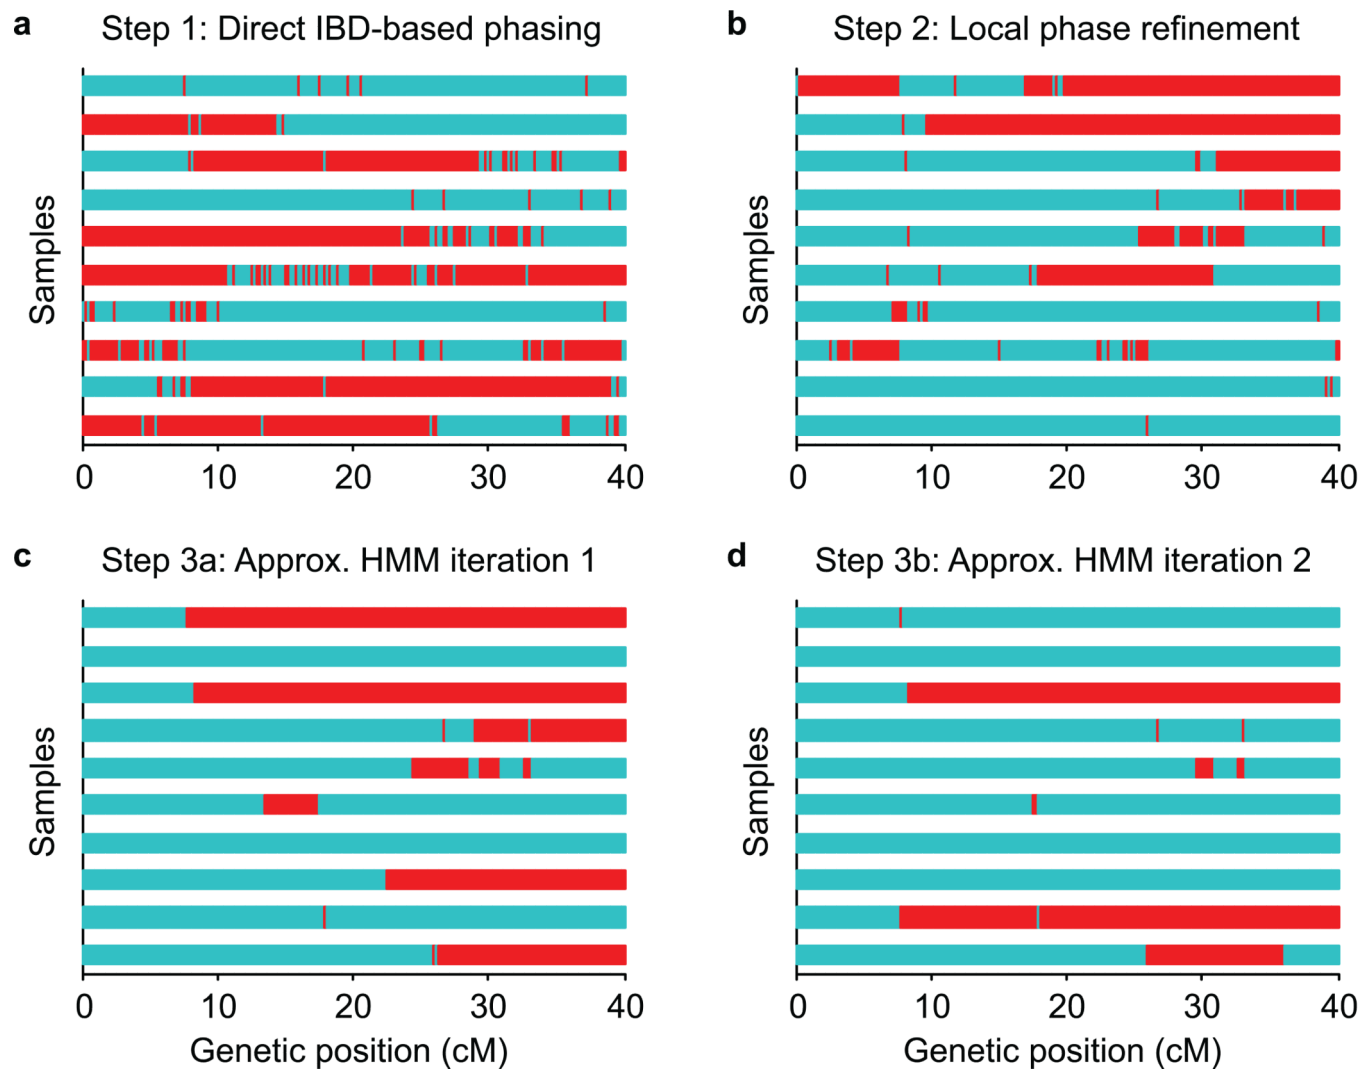 a Step 1: Direct IBD-based phasing
Samples
0 10 20 30 40
b Step 2: Local phase refinement
Samples
0 10 20 30 40
c Step 3a: Approx. HMM iteration 1
Samples
0 10 20 30 40
Genetic position (cM)
d Step 3b: Approx. HMM iteration 2
Samples
0 10 20 30 40
Genetic position (cM)